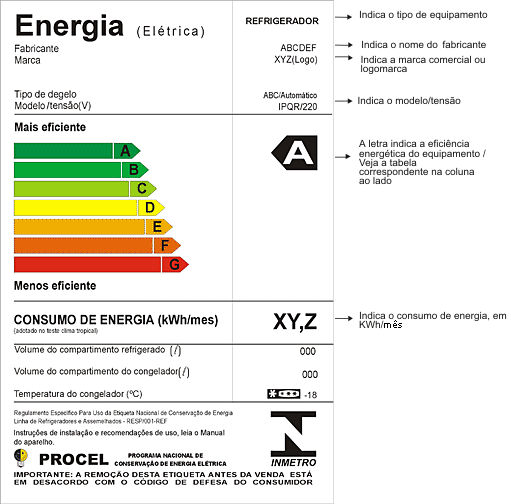 Energia (Elétrica)
REFRIGERADOR
Indica o tipo de equipamento
Fabricante
ABCDEF
Indica o nome do fabricante
Marca
XYZ(Logo)
Indica a marca comercial ou
logomarca
Tipo de degelo
ABC/Automático
Modelo/tensão(V)
IPQR/220
Indica o modelo/tensão
Mais eficiente
A
B
C
D
E
F
G
Menos eficiente
A
A letra indica a eficiência
energética do equipamento /
Veja a tabela
correspondente na coluna
ao lado
CONSUMO DE ENERGIA (kWh/mes)
(adotado no teste clima tropical)
XY,Z
Indica o consumo de energia, em
KWh/mês
Volume do compartimento refrigerado (ℓ)
000
Volume do compartimento do congelador(ℓ)
000
Temperatura do congelador (ºC)
-18
Regulamento Especifico Para Uso da Etiqueta Nacional de Conservação de Energia
Linha de Refrigeradores e Assemelhados - RESP/001-REF
Instruções de instalação e recomendações de uso, leia o Manual
do aparelho.
PROCEL
PROGRAMA NACIONAL DE
CONSERVAÇÃO DE ENERGIA ELÉTRICA
INMETRO
IMPORTANTE: A REMOÇÃO DESTA ETIQUETA ANTES DA VENDA ESTÁ
EM DESACORDO COM O CÓDIGO DE DEFESA DO CONSUMIDOR